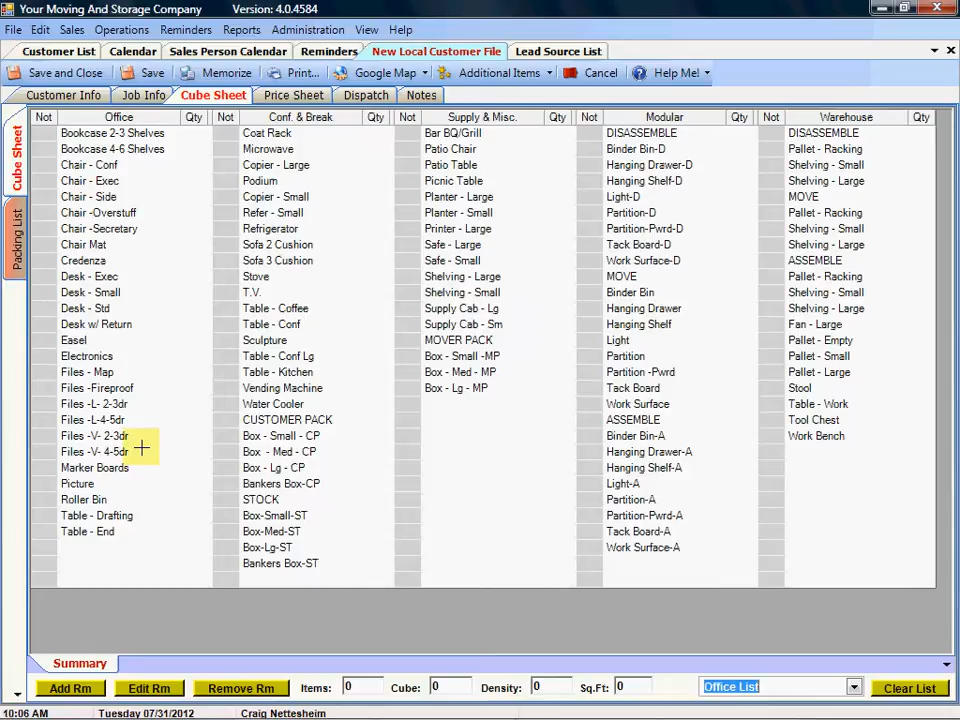 Your Moving And Storage Company Version: 4.0.4584
File Edit Sales Operations Reminders Reports Administration View Help
Customer List Calendar Sales Person Calendar Reminders New Local Customer File Lead Source List
Save and Close Save Memorize Print... Google Map Additional Items Cancel Help Me!
Customer Info Job Info Cube Sheet Price Sheet Dispatch Notes
Cube Sheet
Packing List
Not Office Qty Not Conf. & Break Qty Not Supply & Misc. Qty Not Modular Qty Not Warehouse Qty
Bookcase 2-3 Shelves Coat Rack Bar BQ/Grill DISASSEMBLE DISASSEMBLE
Bookcase 4-6 Shelves Microwave Patio Chair Binder Bin-D Pallet - Racking
Chair - Conf Copier - Large Patio Table Hanging Drawer-D Shelving - Small
Chair - Exec Podium Picnic Table Hanging Shelf-D Shelving - Large
Chair - Side Copier - Small Planter - Large Light-D MOVE
Chair -Overstuff Refer - Small Planter - Small Partition-D Pallet - Racking
Chair -Secretary Refrigerator Printer - Large Partition-Pwrd-D Shelving - Small
Chair Mat Sofa 2 Cushion Safe - Large Tack Board-D Shelving - Large
Credenza Sofa 3 Cushion Safe - Small Work Surface-D ASSEMBLE
Desk - Exec Stove Shelving - Large MOVE Pallet - Racking
Desk - Small T.V. Shelving - Small Binder Bin Shelving - Small
Desk - Std Table - Coffee Supply Cab - Lg Hanging Drawer Shelving - Large
Desk w/ Return Table - Conf Supply Cab - Sm Hanging Shelf Fan - Large
Easel Sculpture MOVER PACK Light Pallet - Empty
Electronics Table - Conf Lg Box - Small -MP Partition Pallet - Small
Files - Map Table - Kitchen Box - Med - MP Partition -Pwrd Pallet - Large
Files -Fireproof Vending Machine Box - Lg - MP Tack Board Stool
Files -L- 2-3dr Water Cooler Work Surface Table - Work
Files -L-4-5dr CUSTOMER PACK ASSEMBLE Tool Chest
Files -V- 2-3dr Box - Small - CP Binder Bin-A Work Bench
Files -V- 4-5dr Box - Med - CP Hanging Drawer-A
Marker Boards Box - Lg - CP Hanging Shelf-A
Picture Bankers Box-CP Light-A
Roller Bin STOCK Partition-A
Table - Drafting Box-Small-ST Partition-Pwrd-A
Table - End Box-Med-ST Tack Board-A
Box-Lg-ST Work Surface-A
Bankers Box-ST
Summary
Add Rm Edit Rm Remove Rm Items: 0 Cube: 0 Density: 0 Sq.Ft: 0 Office List Clear List
10:06 AM Tuesday 07/31/2012 Craig Nettesheim